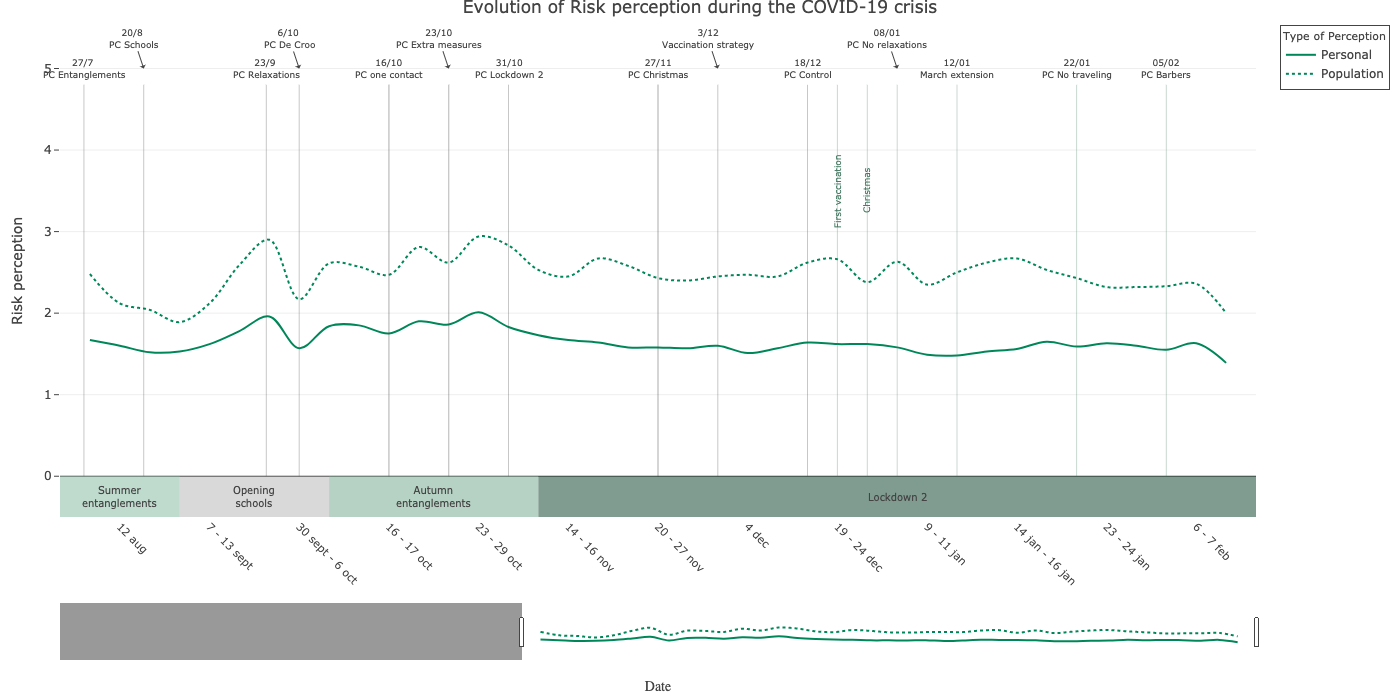 Evolution of Risk perception during the COVID-19 crisis
20/8
PC Schools
6/10
PC De Croo
23/10
PC Extra measures
3/12
Vaccination strategy
08/01
PC No relaxations
27/7
PC Entanglements
23/9
PC Relaxations
16/10
PC one contact
31/10
PC Lockdown 2
27/11
PC Christmas
18/12
PC Control
12/01
March extension
22/01
PC No traveling
05/02
PC Barbers
Type of Perception
Personal
Population
5
4
3
2
1
0
Risk perception
First vaccination
Christmas
Summer
entanglements
Opening
schools
Autumn
entanglements
Lockdown 2
12 aug
7 - 13 sept
30 sept - 6 oct
16 - 17 oct
23 - 29 oct
14 - 16 nov
20 - 27 nov
4 dec
19 - 24 dec
9 - 11 jan
14 jan - 16 jan
23 - 24 jan
6 - 7 feb
Date